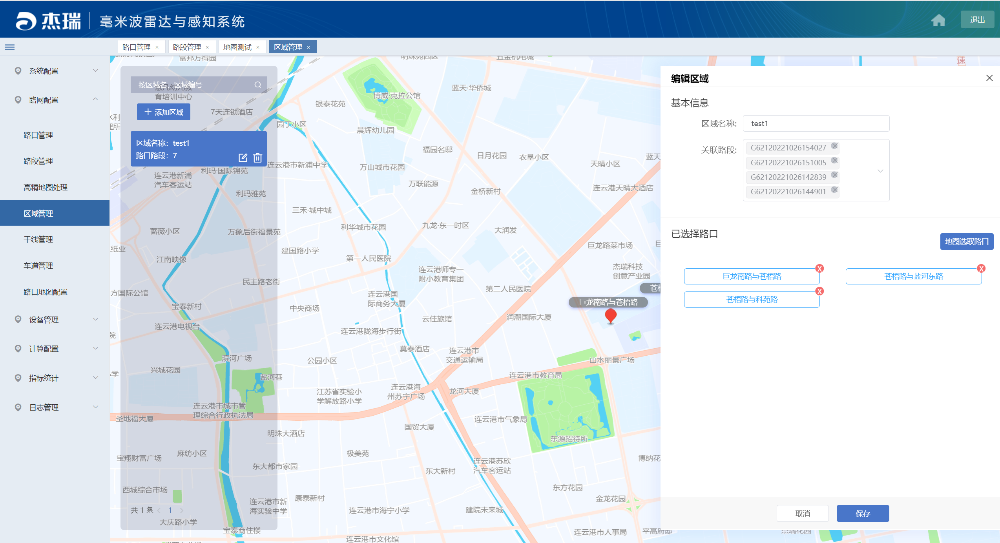 杰瑞
毫米波雷达与感知系统
退出
路口管理 ×
路段管理 ×
地图测试 ×
区域管理 ×
系统配置
路网配置
路口管理
路段管理
高精地图处理
区域管理
干线管理
车道管理
路口地图配置
设备管理
计算配置
指标统计
日志管理
按区域名、区域编号
+ 添加区域
区域名称：test1
路口路段：7
共 1 条 < 1 >
富邦万得园
明珠苑西区
五金机电城
速
育培训中心
7天连锁酒店
园丁小区
银泰花苑
博威·克拉公馆
蓝天·华侨城
水利
理所
晨辉幼儿园
福园名邸
日月花园
农垦小区
天晴小区
蓝天
连云港市新浦中学
利玛·国际锦苑
连云港新浦
汽车客运站
万山城市花园
万联能源
金桥新村
连云港天晴大酒店
利玛雅苑
三禾·城中城
蔷薇小区
万象后街福景苑
利华城市花园
九龙·东一时区
大润发
纸业
建国路小学
巨龙路菜市场
江南映像
第一人民医院
连云港师专一
附小教育集团
杰瑞科技
创意产业园
民主路老街
方国际公馆
连云港国
际商务大厦
第二人民医院
苍梧
巨龙南路与苍梧路
宝泰新村
中央商场
云佳旅馆
润潮国际大厦
连云港电视台
连云港陇海步行街
院
莫泰酒店
连云港市
交通运输局
滨河广场
公园小区
山水丽景广场
兴城花园
盐河巷
连云港市教育局
江苏省实验小
学解放路小学
连云港海
州苏宁广场
龙河大厦
连云港市城市管
理综合行政执法局
圣地福大厦
国贸大厦
连云港市气象局
明珠大酒店
东源招待所
宝翔财富广场
麻纺小区
极美苑
博纳花
东大都市家园
东大新村
连云港苏欣
汽车客运站
西城综合市场
东方花园
连云港市新
海实验中学
康泰新村
金龙花园
连云港市海宁小学
建院未来城
大庆路小学
宝泰商住楼
连云港市人事局
平高府邸
杰瑞花园
连云港市文化馆
编辑区域
基本信息
区域名称: test1
关联路段:
G62120221026154027
G62120221026151005
G62120221026142839
G62120221026144901
已选择路口
地图选取路口
巨龙南路与苍梧路 X
苍梧路与盐河东路 X
苍梧路与科苑路 X
取消
保存